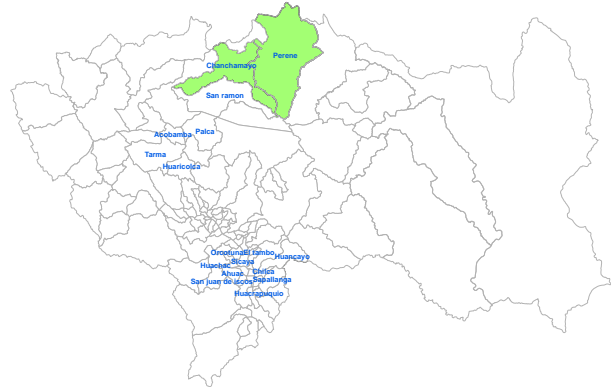 Perene
Chanchamayo
San ramon
Palca
Acobamba
Tarma
Huaricolca
Orcotuna
El tambo
Sicaya
Huancayo
Huachac
Ahuac
Chilca
San juan de iscos
Sapallanga
Huacrapuquio